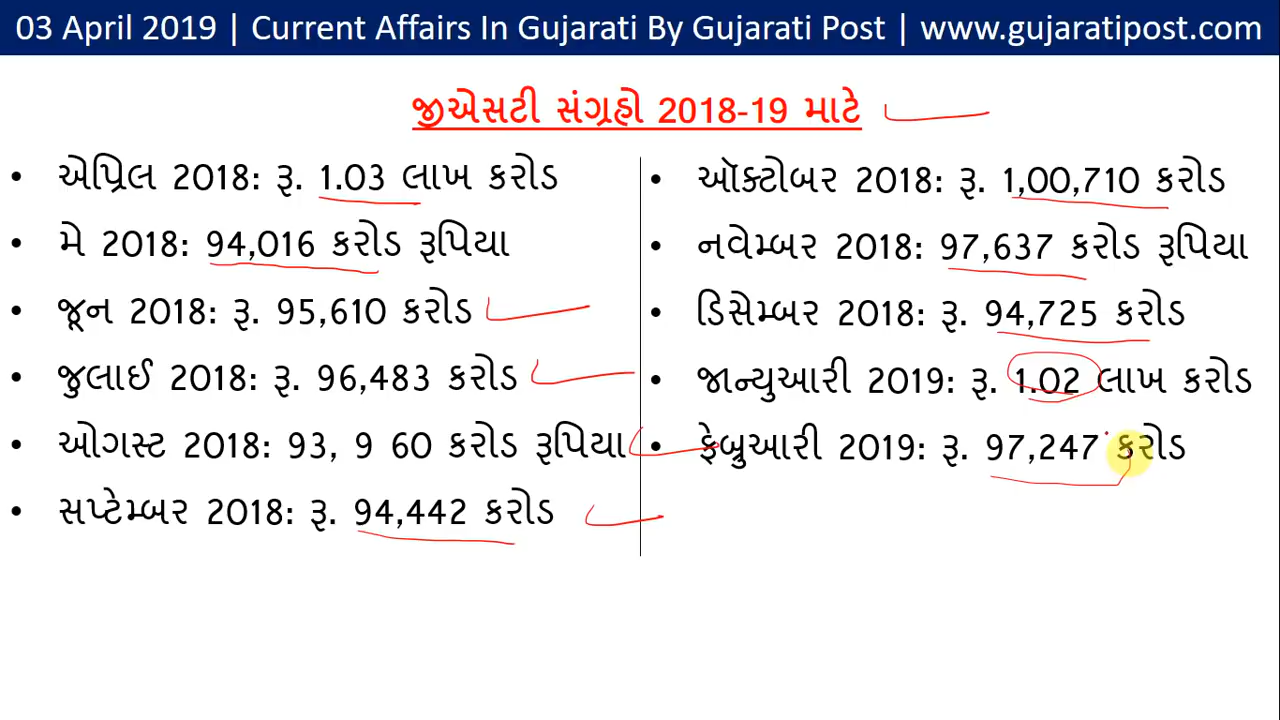 03 April 2019 | Current Affairs In Gujarati By Gujarati Post | www.gujaratipost.com
જીએસટી સંગ્રહો 2018-19 માટે
• એપ્રિલ 2018: રૂ. 1.03 લાખ કરોડ
• મે 2018: 94,016 કરોડ રૂપિયા
• જૂન 2018: રૂ. 95,610 કરોડ
• જુલાઈ 2018: રૂ. 96,483 કરોડ
• ઓગસ્ટ 2018: 93, 9 60 કરોડ રૂપિયા
• સપ્ટેમ્બર 2018: રૂ. 94,442 કરોડ
• ઑક્ટોબર 2018: રૂ. 1,00,710 કરોડ
• નવેમ્બર 2018: 97,637 કરોડ રૂપિયા
• ડિસેમ્બર 2018: રૂ. 94,725 કરોડ
• જાન્યુઆરી 2019: રૂ. 1.02 લાખ કરોડ
• ફેબ્રુઆરી 2019: રૂ. 97,247 કરોડ